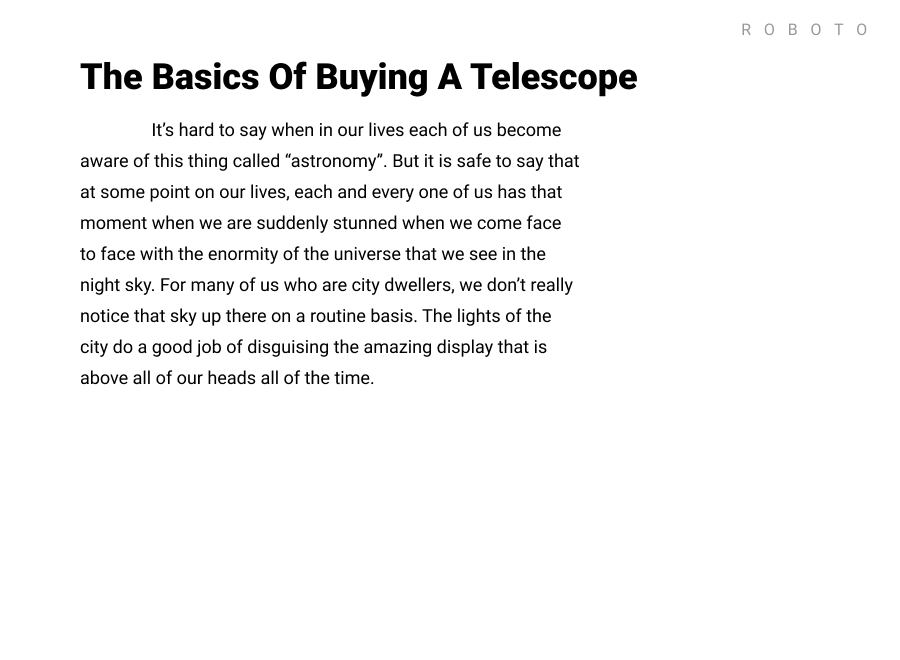 R O B O T O
The Basics Of Buying A Telescope
It’s hard to say when in our lives each of us become
aware of this thing called “astronomy”. But it is safe to say that
at some point on our lives, each and every one of us has that
moment when we are suddenly stunned when we come face
to face with the enormity of the universe that we see in the
night sky. For many of us who are city dwellers, we don’t really
notice that sky up there on a routine basis. The lights of the
city do a good job of disguising the amazing display that is
above all of our heads all of the time.